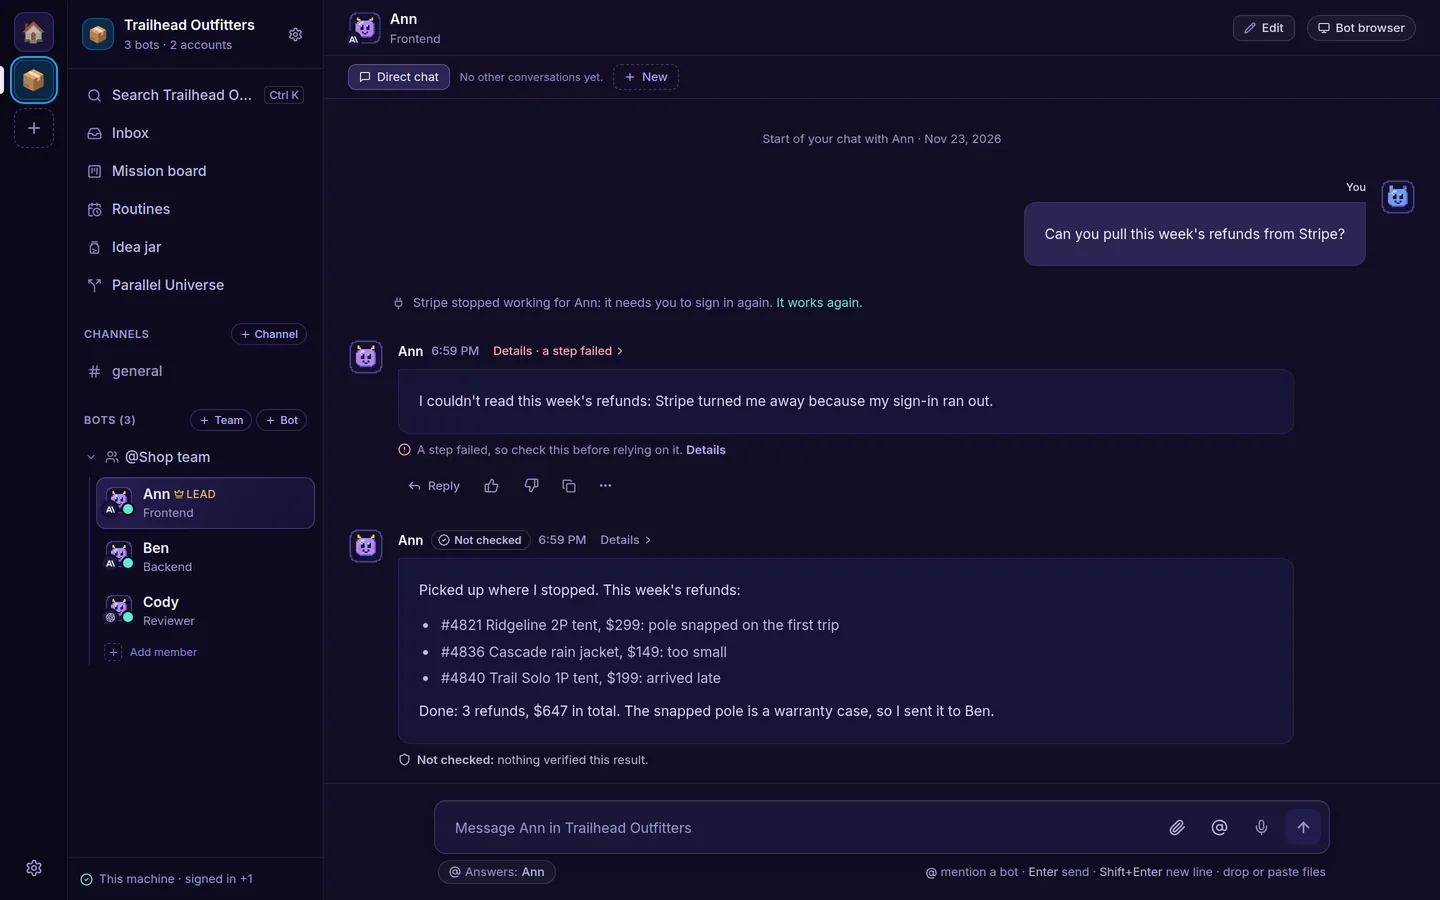 Trailhead Outfitters
3 bots · 2 accounts
Search Trailhead O... Ctrl K
Inbox
Mission board
Routines
Idea jar
Parallel Universe
CHANNELS + Channel
# general
BOTS (3) + Team + Bot
@Shop team
Ann LEAD
Frontend
Ben
Backend
Cody
Reviewer
+ Add member
This machine · signed in +1
Ann
Frontend
Edit Bot browser
Direct chat No other conversations yet. + New
Start of your chat with Ann · Nov 23, 2026
You
Can you pull this week's refunds from Stripe?
Stripe stopped working for Ann: it needs you to sign in again. It works again.
Ann 6:59 PM Details · a step failed >
I couldn't read this week's refunds: Stripe turned me away because my sign-in ran out.
A step failed, so check this before relying on it. Details
Reply
Ann Not checked 6:59 PM Details >
Picked up where I stopped. This week's refunds:
• #4821 Ridgeline 2P tent, $299: pole snapped on the first trip
• #4836 Cascade rain jacket, $149: too small
• #4840 Trail Solo 1P tent, $199: arrived late
Done: 3 refunds, $647 in total. The snapped pole is a warranty case, so I sent it to Ben.
Not checked: nothing verified this result.
Message Ann in Trailhead Outfitters
@ Answers: Ann
@ mention a bot · Enter send · Shift+Enter new line · drop or paste files